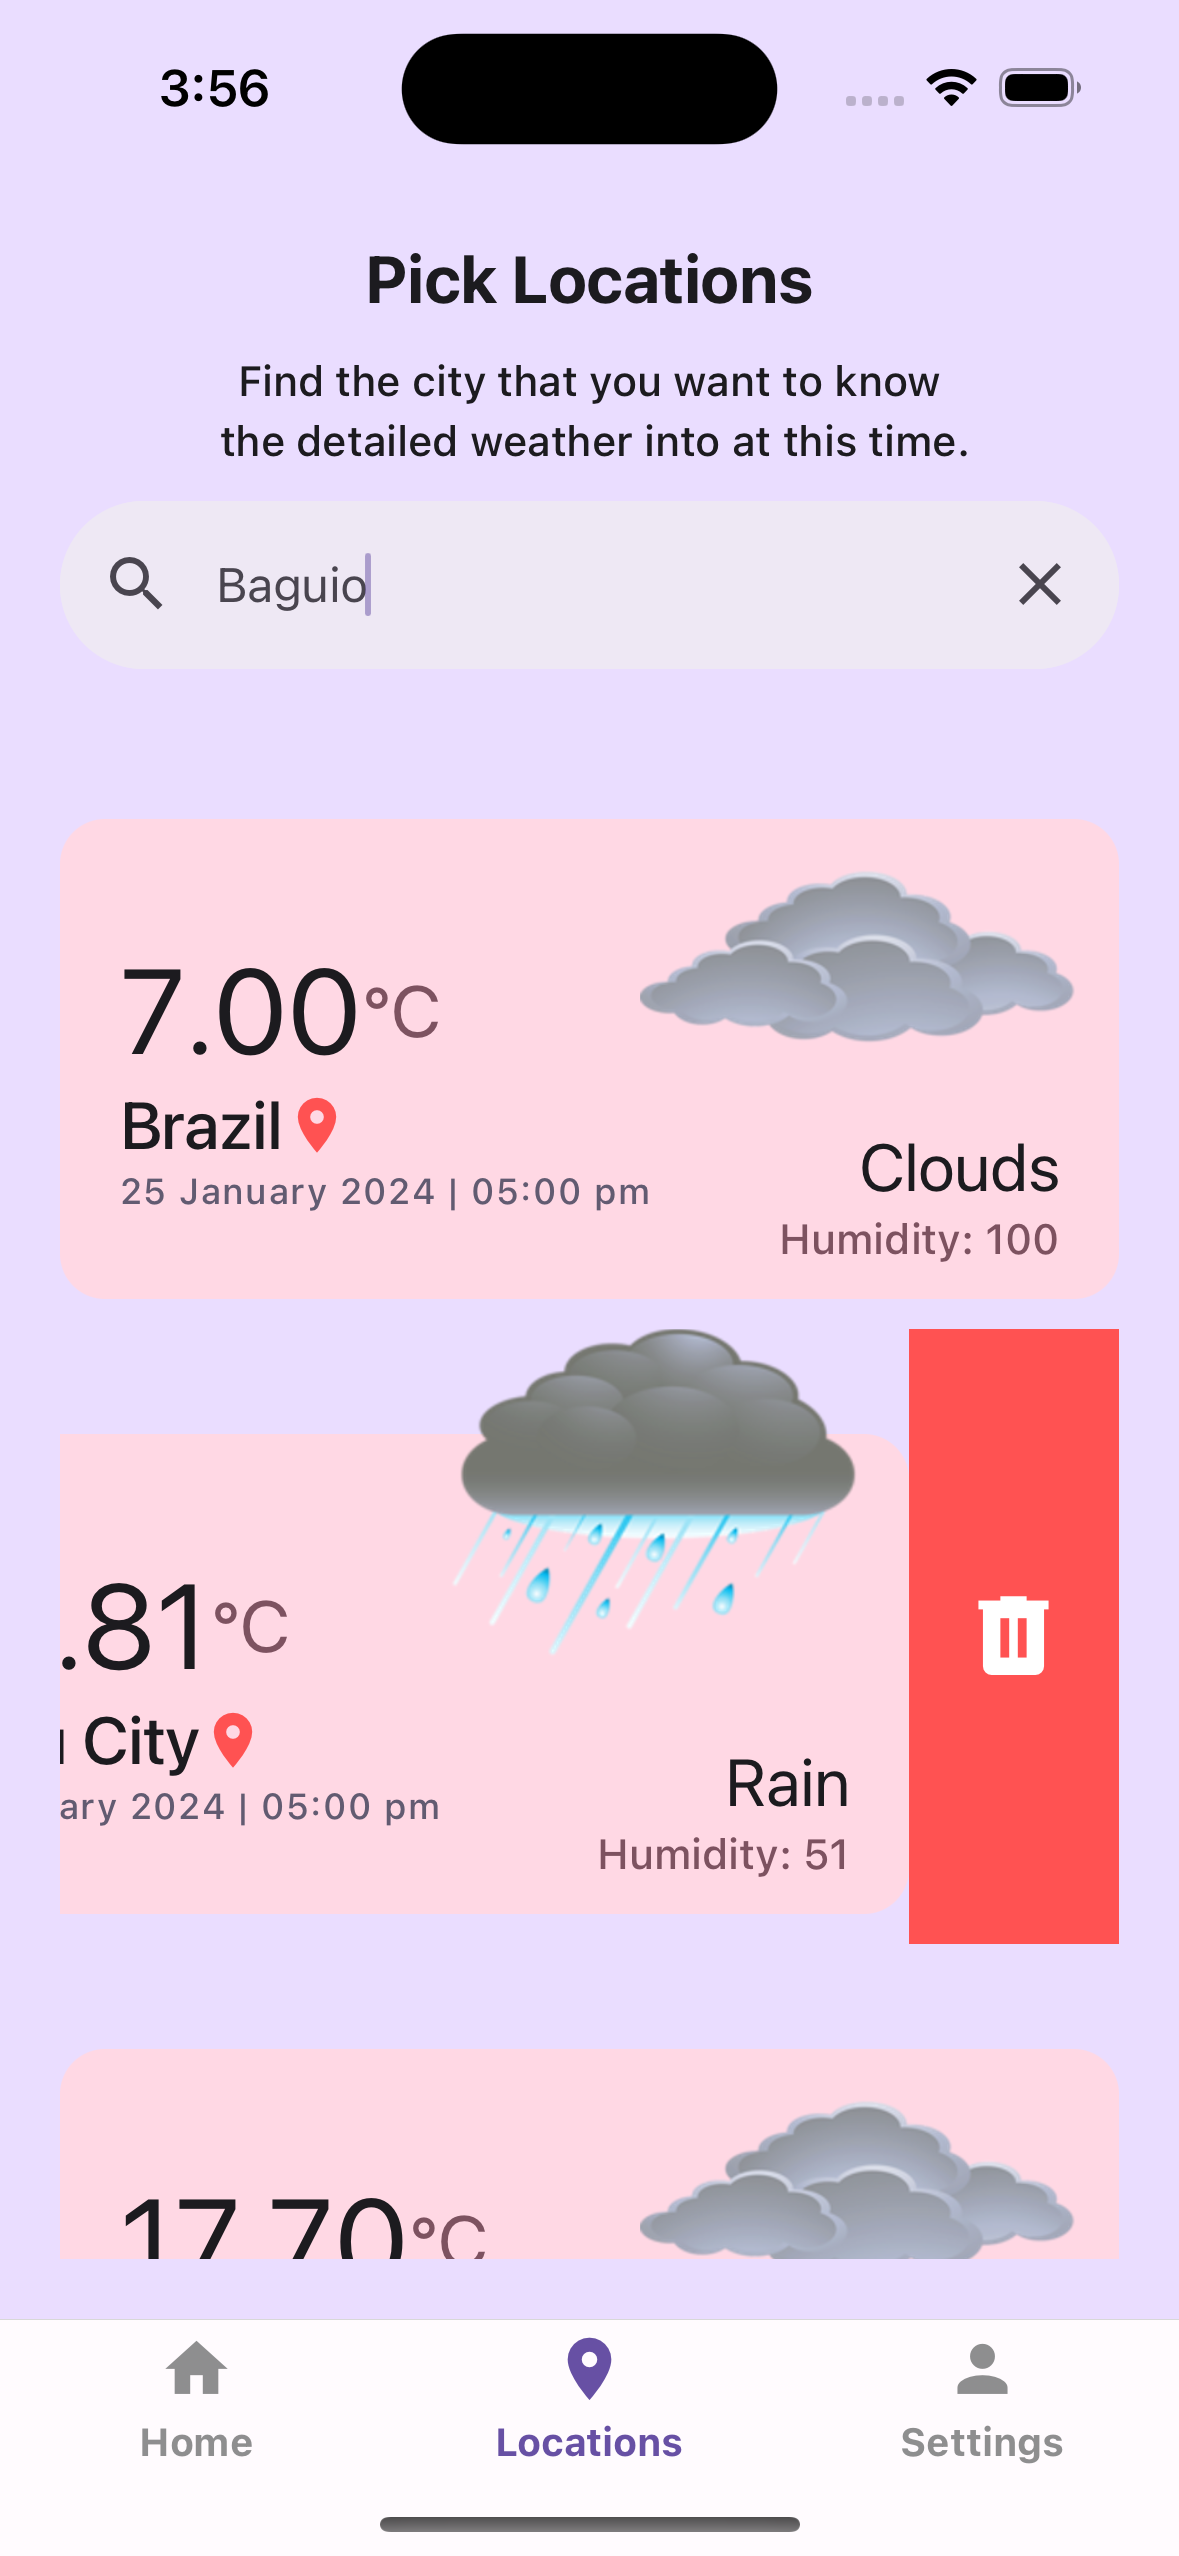 3:56
Pick Locations
Find the city that you want to know
the detailed weather into at this time.
Baguio
7.00°C
Brazil
25 January 2024 | 05:00 pm
Clouds
Humidity: 100
.81°C
City
ary 2024 | 05:00 pm
Rain
Humidity: 51
17.70°C
Home
Locations
Settings